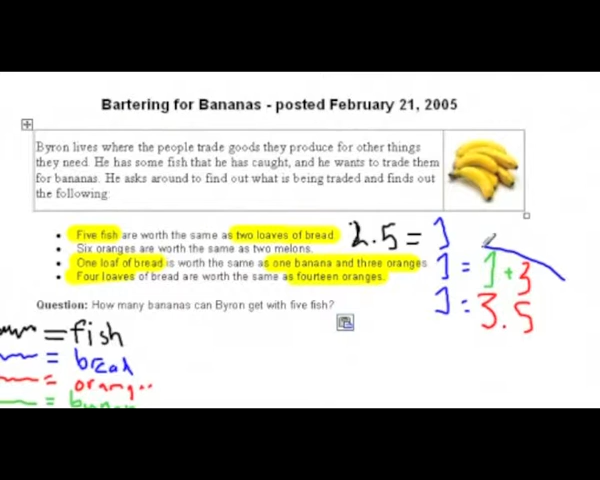 Bartering for Bananas - posted February 21, 2005
Byron lives where the people trade goods they produce for other things
they need. He has some fish that he has caught, and he wants to trade them
for bananas. He asks around to find out what is being traded and finds out
the following:
Five fish are worth the same as two loaves of bread.
Six oranges are worth the same as two melons.
One loaf of bread is worth the same as one banana and three oranges
Four loaves of bread are worth the same as fourteen oranges.
2.5 = 1
1 = 1 + 3
1 = 3.5
Question: How many bananas can Byron get with five fish?
= fish
= bread
=
=